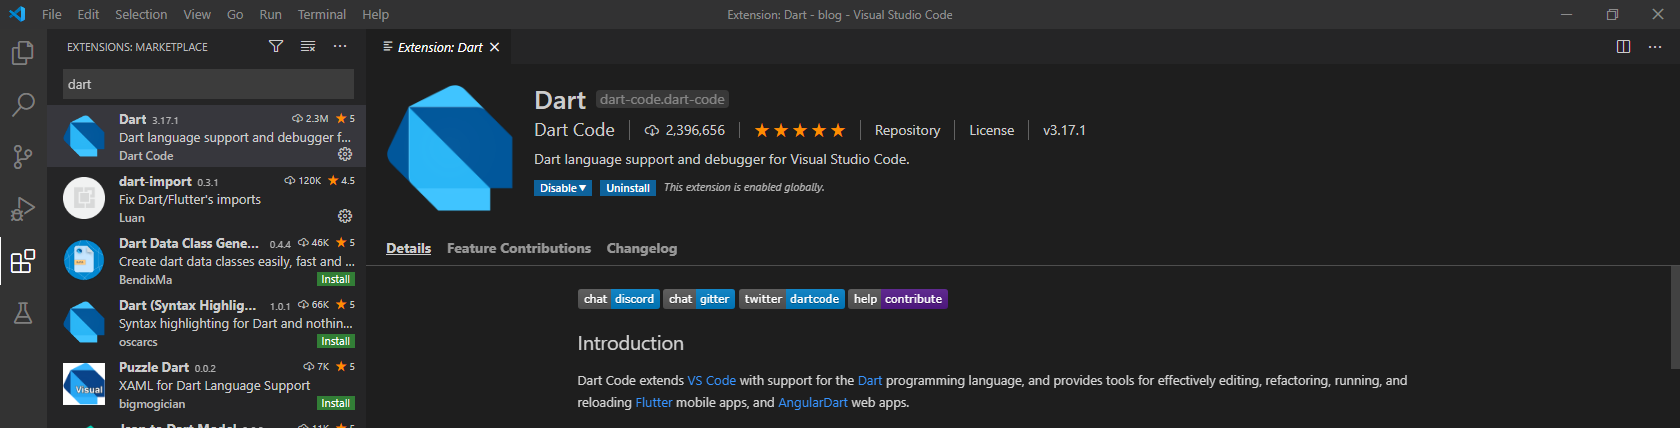 File Edit Selection View Go Run Terminal Help Extension: Dart - blog - Visual Studio Code
EXTENSIONS: MARKETPLACE
dart
Dart 3.17.1 2.3M 5
Dart language support and debugger f...
Dart Code
dart-import 0.3.1 120K 4.5
Fix Dart/Flutter's imports
Luan
Dart Data Class Gene... 0.4.4 46K 5
Create dart data classes easily, fast and ...
BendixMa Install
Dart (Syntax Highlig... 1.0.1 66K 5
Syntax highlighting for Dart and nothin...
oscarcs Install
Visual
Puzzle Dart 0.0.2 7K 5
XAML for Dart Language Support
bigmogician Install
Extension: Dart
Dart dart-code.dart-code
Dart Code 2,396,656 Repository License v3.17.1
Dart language support and debugger for Visual Studio Code.
Disable Uninstall This extension is enabled globally.
Details Feature Contributions Changelog
chat discord chat gitter twitter dartcode help contribute
Introduction
Dart Code extends VS Code with support for the Dart programming language, and provides tools for effectively editing, refactoring, running, and
reloading Flutter mobile apps, and AngularDart web apps.